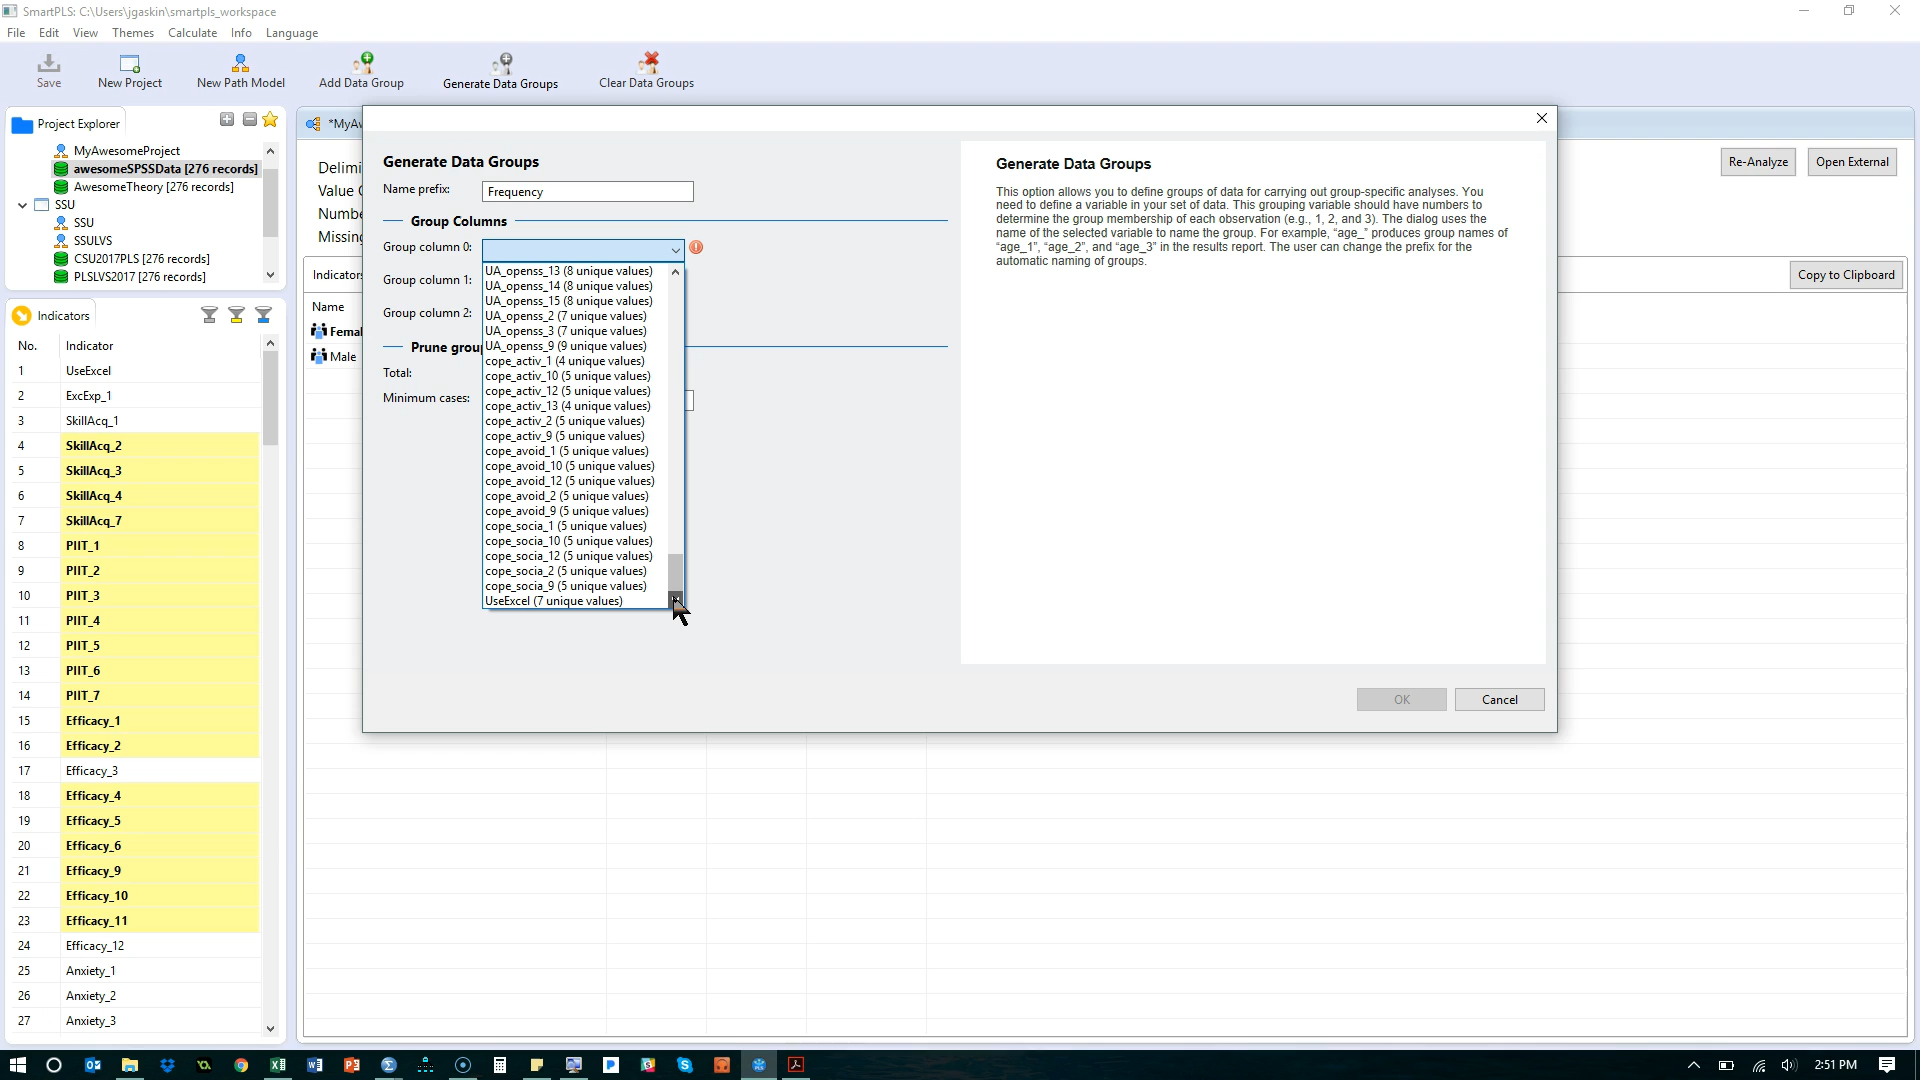 SmartPLS: C:\Users\jgaskin\smartpls_workspace
File Edit View Themes Calculate Info Language
Save New Project New Path Model Add Data Group Generate Data Groups Clear Data Groups
Project Explorer
MyAwesomeProject
awesomeSPSSData [276 records]
AwesomeTheory [276 records]
SSU
SSU
SSULVS
CSU2017PLS [276 records]
PLSLVS2017 [276 records]
Indicators
No. Indicator
1 UseExcel
2 ExcExp_1
3 SkillAcq_1
4 SkillAcq_2
5 SkillAcq_3
6 SkillAcq_4
7 SkillAcq_7
8 PIIT_1
9 PIIT_2
10 PIIT_3
11 PIIT_4
12 PIIT_5
13 PIIT_6
14 PIIT_7
15 Efficacy_1
16 Efficacy_2
17 Efficacy_3
18 Efficacy_4
19 Efficacy_5
20 Efficacy_6
21 Efficacy_9
22 Efficacy_10
23 Efficacy_11
24 Efficacy_12
25 Anxiety_1
26 Anxiety_2
27 Anxiety_3
*MyAw
Delimi
Value Q
Numbe
Missin
Re-Analyze Open External
Indicators
Copy to Clipboard
Name
Femal
Male
Generate Data Groups
Name prefix: Frequency
Group Columns
Group column 0:
Group column 1:
Group column 2:
Prune group
Total:
Minimum cases:
UA_openss_13 (8 unique values)
UA_openss_14 (8 unique values)
UA_openss_15 (8 unique values)
UA_openss_2 (7 unique values)
UA_openss_3 (7 unique values)
UA_openss_9 (9 unique values)
cope_activ_1 (4 unique values)
cope_activ_10 (5 unique values)
cope_activ_12 (5 unique values)
cope_activ_13 (4 unique values)
cope_activ_2 (5 unique values)
cope_activ_9 (5 unique values)
cope_avoid_1 (5 unique values)
cope_avoid_10 (5 unique values)
cope_avoid_12 (5 unique values)
cope_avoid_2 (5 unique values)
cope_avoid_9 (5 unique values)
cope_socia_1 (5 unique values)
cope_socia_10 (5 unique values)
cope_socia_12 (5 unique values)
cope_socia_2 (5 unique values)
cope_socia_9 (5 unique values)
UseExcel (7 unique values)
Generate Data Groups
This option allows you to define groups of data for carrying out group-specific analyses. You
need to define a variable in your set of data. This grouping variable should have numbers to
determine the group membership of each observation (e.g., 1, 2, and 3). The dialog uses the
name of the selected variable to name the group. For example, "age_" produces group names of
"age_1", "age_2", and "age_3" in the results report. The user can change the prefix for the
automatic naming of groups.
OK Cancel
2:51 PM